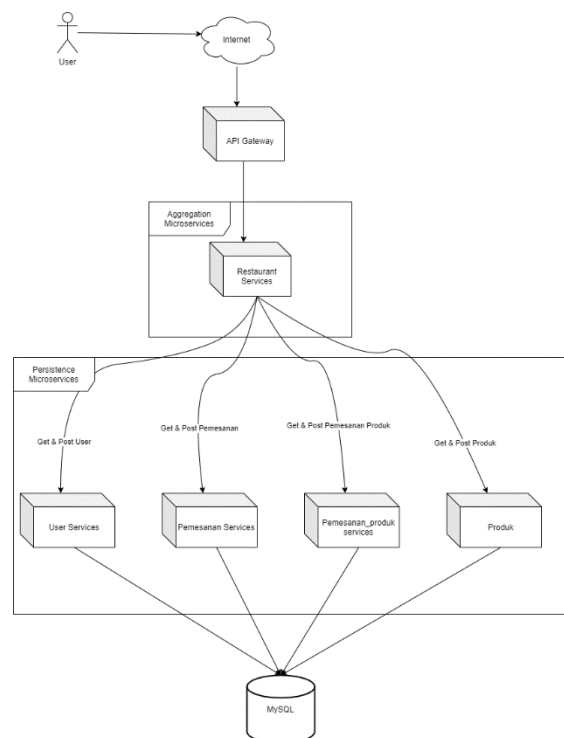 User
Internet
API Gateway
Aggregation
Microservices
Restaurant
Services
Persistence
Microservices
Get & Post User
Get & Post Pemesanan
Get & Post Pemesanan Produk
Get & Post Produk
User Services
Pemesanan Services
Pemesanan_produk
services
Produk
MySQL